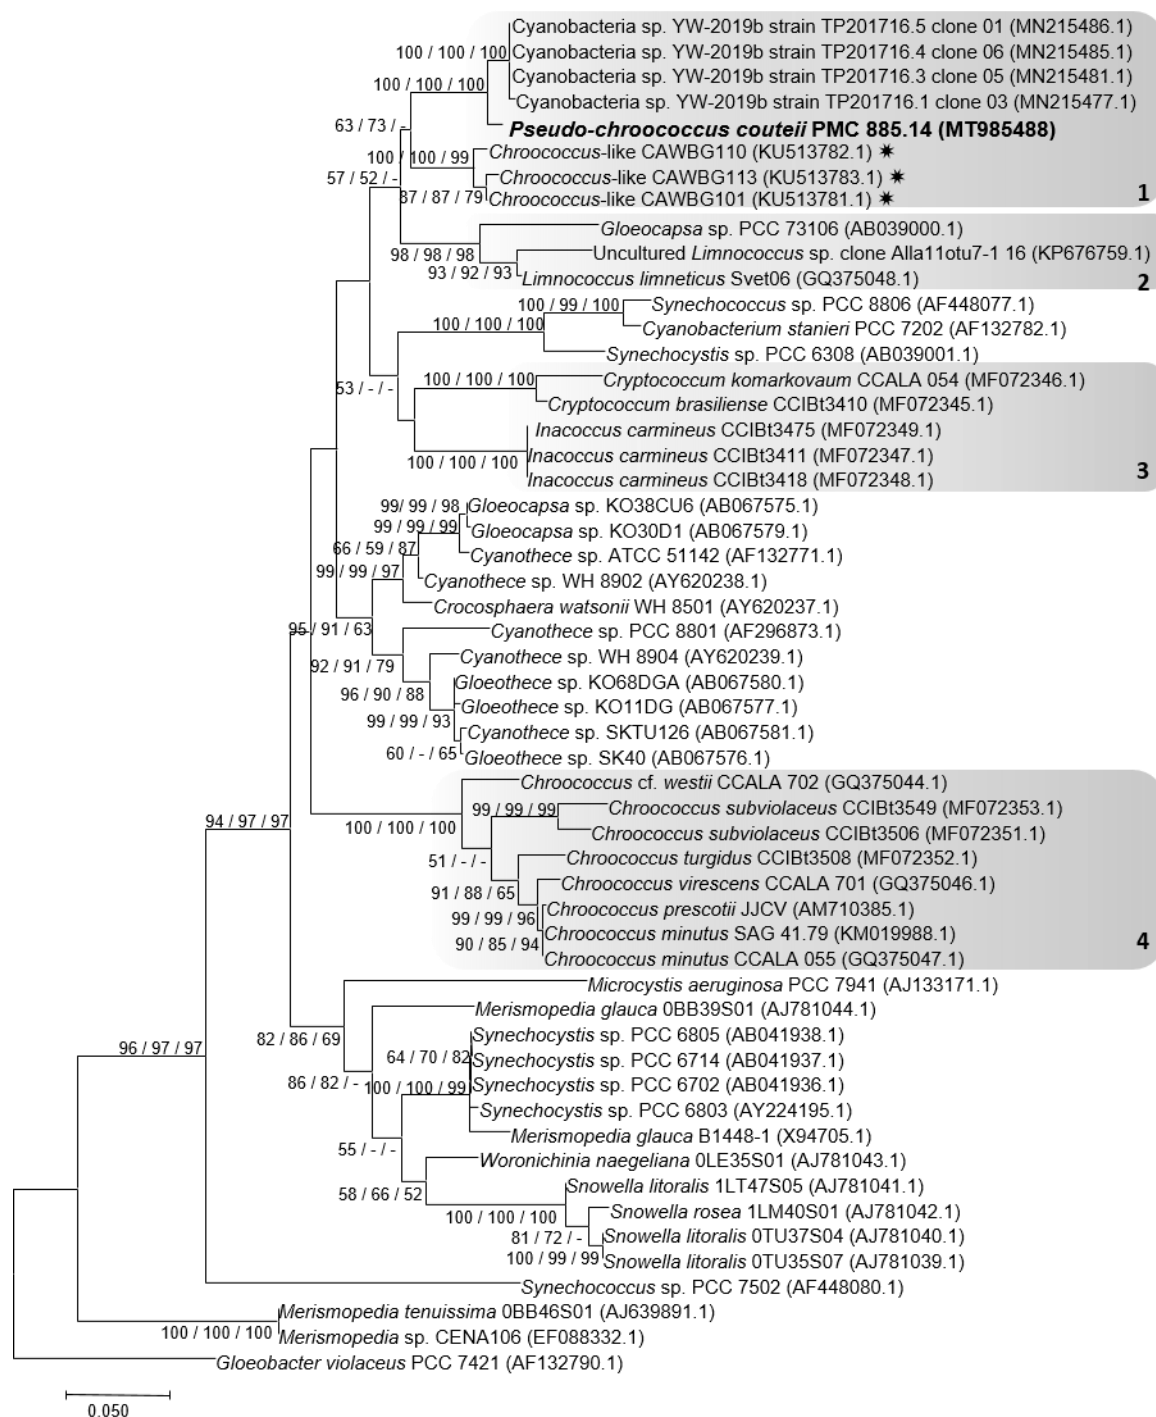 Cyanobacteria sp. YW-2019b strain TP201716.5 clone 01 (MN215486.1)
100 / 100 / 100
Cyanobacteria sp. YW-2019b strain TP201716.4 clone 06 (MN215485.1)
Cyanobacteria sp. YW-2019b strain TP201716.3 clone 05 (MN215481.1)
100 / 100 / 100
Cyanobacteria sp. YW-2019b strain TP201716.1 clone 03 (MN215477.1)
63 / 73 / -
Pseudo-chroococcus couteii PMC 885.14 (MT985488)
Chroococcus-like CAWBG110 (KU513782.1) ✷
100 / 100 / 99
57 / 52 / -
Chroococcus-like CAWBG113 (KU513783.1) ✷
87 / 87 / 79
Chroococcus-like CAWBG101 (KU513781.1) ✷
1
Gloeocapsa sp. PCC 73106 (AB039000.1)
98 / 98 / 98
Uncultured Limnococcus sp. clone Alla11otu7-1 16 (KP676759.1)
93 / 92 / 93
Limnococcus limneticus Svet06 (GQ375048.1)
2
100 / 99 / 100
Synechococcus sp. PCC 8806 (AF448077.1)
100 / 100 / 100
Cyanobacterium stanieri PCC 7202 (AF132782.1)
Synechocystis sp. PCC 6308 (AB039001.1)
53 / - / -
100 / 100 / 100
Cryptococcum komarkovaum CCALA 054 (MF072346.1)
Cryptococcum brasiliense CCIBt3410 (MF072345.1)
Inacoccus carmineus CCIBt3475 (MF072349.1)
100 / 100 / 100
Inacoccus carmineus CCIBt3411 (MF072347.1)
Inacoccus carmineus CCIBt3418 (MF072348.1)
3
99/ 99 / 98
Gloeocapsa sp. KO38CU6 (AB067575.1)
99 / 99 / 99
Gloeocapsa sp. KO30D1 (AB067579.1)
66 / 59 / 87
Cyanothece sp. ATCC 51142 (AF132771.1)
99 / 99 / 97
Cyanothece sp. WH 8902 (AY620238.1)
Crocosphaera watsonii WH 8501 (AY620237.1)
95 / 91 / 63
Cyanothece sp. PCC 8801 (AF296873.1)
92 / 91 / 79
Cyanothece sp. WH 8904 (AY620239.1)
96 / 90 / 88
Gloeothece sp. KO68DGA (AB067580.1)
Gloeothece sp. KO11DG (AB067577.1)
99 / 99 / 93
Cyanothece sp. SKTU126 (AB067581.1)
60 / - / 65
Gloeothece sp. SK40 (AB067576.1)
Chroococcus cf. westii CCALA 702 (GQ375044.1)
99 / 99 / 99
Chroococcus subviolaceus CCIBt3549 (MF072353.1)
94 / 97 / 97
100 / 100 / 100
Chroococcus subviolaceus CCIBt3506 (MF072351.1)
51 / - / -
Chroococcus turgidus CCIBt3508 (MF072352.1)
91 / 88 / 65
Chroococcus virescens CCALA 701 (GQ375046.1)
99 / 99 / 96
Chroococcus prescotii JJCV (AM710385.1)
90 / 85 / 94
Chroococcus minutus SAG 41.79 (KM019988.1)
4
Chroococcus minutus CCALA 055 (GQ375047.1)
Microcystis aeruginosa PCC 7941 (AJ133171.1)
Merismopedia glauca 0BB39S01 (AJ781044.1)
82 / 86 / 69
96 / 97 / 97
Synechocystis sp. PCC 6805 (AB041938.1)
64 / 70 / 82
Synechocystis sp. PCC 6714 (AB041937.1)
86 / 82 / -
100 / 100 / 99
Synechocystis sp. PCC 6702 (AB041936.1)
Synechocystis sp. PCC 6803 (AY224195.1)
Merismopedia glauca B1448-1 (X94705.1)
55 / - / -
Woronichinia naegeliana 0LE35S01 (AJ781043.1)
58 / 66 / 52
Snowella litoralis 1LT47S05 (AJ781041.1)
100 / 100 / 100
Snowella rosea 1LM40S01 (AJ781042.1)
81 / 72 / -
Snowella litoralis 0TU37S04 (AJ781040.1)
100 / 99 / 99
Snowella litoralis 0TU35S07 (AJ781039.1)
Synechococcus sp. PCC 7502 (AF448080.1)
Merismopedia tenuissima 0BB46S01 (AJ639891.1)
100 / 100 / 100
Merismopedia sp. CENA106 (EF088332.1)
Gloeobacter violaceus PCC 7421 (AF132790.1)
0.050